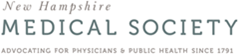 New Hampshire
MEDICAL SOCIETY
ADVOCATING FOR PHYSICIANS & PUBLIC HEALTH SINCE 1791